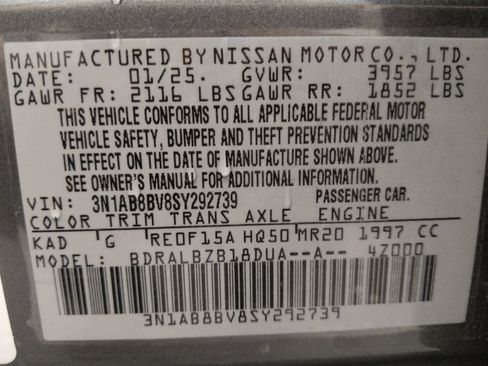 MANUFACTURED BY NISSAN MOTOR CO., LTD.
DATE: 01/25. GVWR: 3957 LBS
GAWR FR: 2116 LBS GAWR RR: 1852 LBS
THIS VEHICLE CONFORMS TO ALL APPLICABLE FEDERAL MOTOR
VEHICLE SAFETY, BUMPER AND THEFT PREVENTION STANDARDS
IN EFFECT ON THE DATE OF MANUFACTURE SHOWN ABOVE.
SEE OWNER'S MANUAL FOR ADDITIONAL INFORMATION.
VIN: 3N1AB8BV8SY292739 PASSENGER CAR.
COLOR TRIM TRANS AXLE ENGINE
KAD G RE0F15A HQ50 MR20 1997 CC
MODEL: BDRALBZB18DUA--A-- 4Z000
3N1AB8BV8SY292739